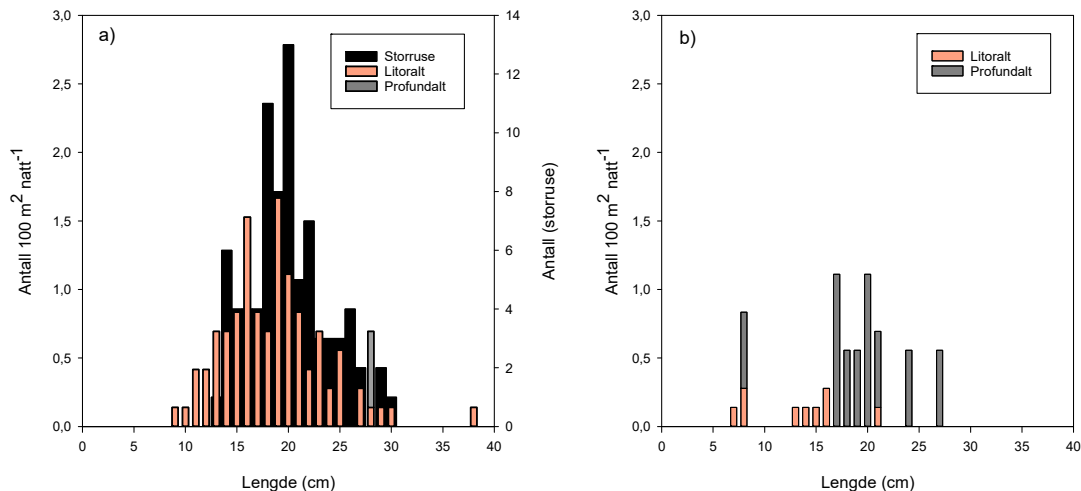 a)
3,0
2,5
2,0
1,5
1,0
0,5
0,0
Antall 100 m² natt⁻¹
14
12
10
8
6
4
2
0
Antall (storruse)
Storruse
Litoralt
Profundalt
0 5 10 15 20 25 30 35 40
Lengde (cm)
b)
3,0
2,5
2,0
1,5
1,0
0,5
0,0
Antall 100 m² natt⁻¹
Litoralt
Profundalt
0 5 10 15 20 25 30 35 40
Lengde (cm)